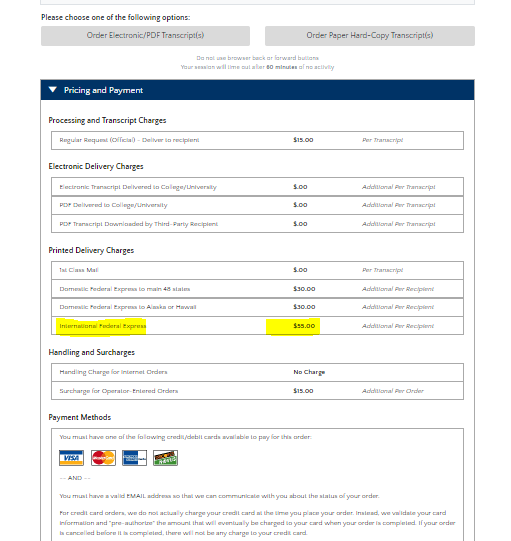 Please choose one of the following options:
Order Electronic/PDF Transcript(s) Order Paper Hard-Copy Transcript(s)
Do not use browser back or forward buttons
Your session will time out after 60 minutes of no activity
Pricing and Payment
Processing and Transcript Charges
Regular Request (Official) - Deliver to recipient $15.00 Per Transcript
Electronic Delivery Charges
Electronic Transcript Delivered to College/University $.00 Additional Per Transcript
PDF Delivered to College/University $.00 Additional Per Transcript
PDF Transcript Downloaded by Third-Party Recipient $.00 Additional Per Transcript
Printed Delivery Charges
1st Class Mail $.00 Per Transcript
Domestic Federal Express to main 48 states $30.00 Additional Per Recipient
Domestic Federal Express to Alaska or Hawaii $30.00 Additional Per Recipient
International Federal Express $55.00 Additional Per Recipient
Handling and Surcharges
Handling Charge for Internet Orders No Charge
Surcharge for Operator-Entered Orders $15.00 Additional Per Order
Payment Methods
You must have one of the following credit/debit cards available to pay for this order:
VISA MasterCard
--- AND ---
You must have a valid EMAIL address so that we can communicate with you about the status of your order.
For credit card orders, we do not actually charge your credit card at the time you place your order. Instead, we validate your card
information and "pre-authorize" the amount that will eventually be charged to your card when your order is completed. If your order
is cancelled before it is completed, there will not be any charge to your credit card.